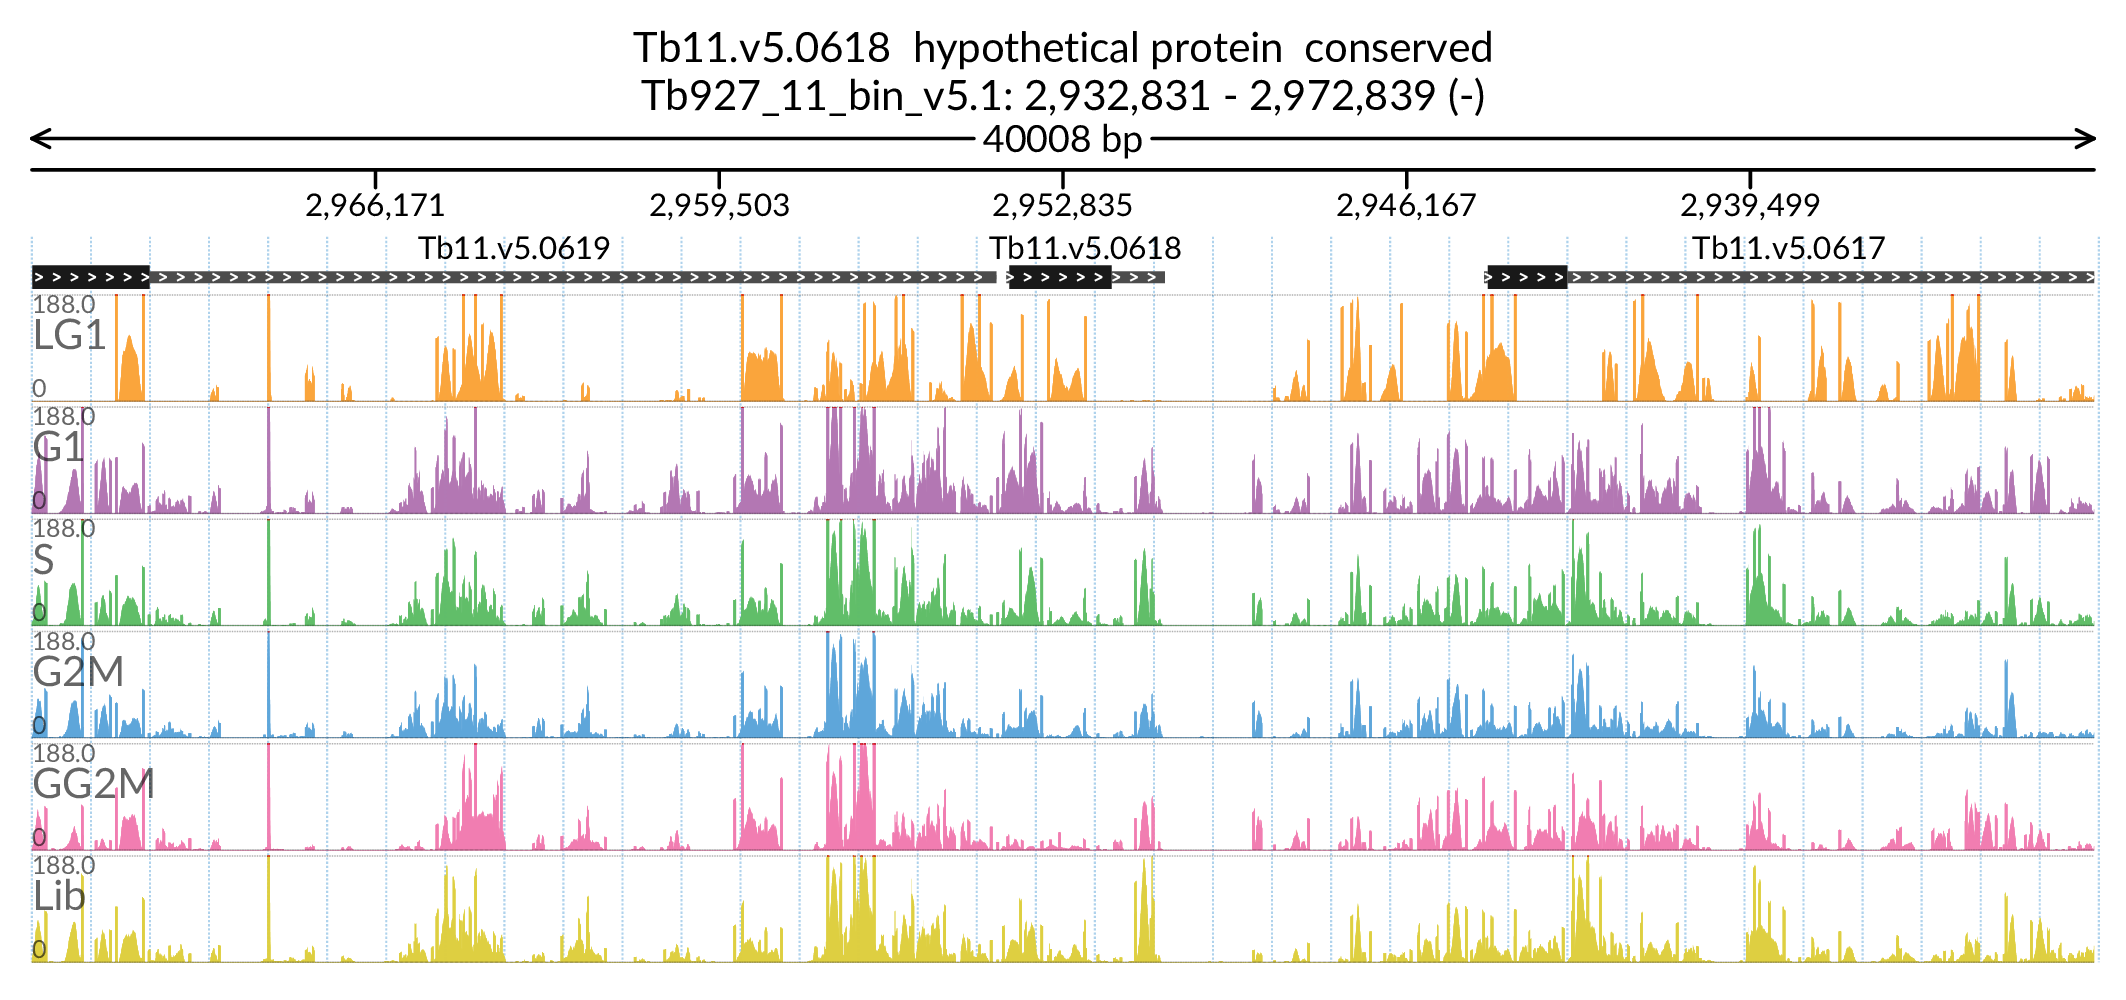 Tb11.v5.0618 hypothetical protein conserved
Tb927_11_bin_v5.1: 2,932,831 - 2,972,839 (-)
40008 bp
2,966,171 2,959,503 2,952,835 2,946,167 2,939,499
Tb11.v5.0619 Tb11.v5.0618 Tb11.v5.0617
188.0
LG1
0
188.0
G1
0
188.0
S
0
188.0
G2M
0
188.0
GG2M
0
188.0
Lib
0